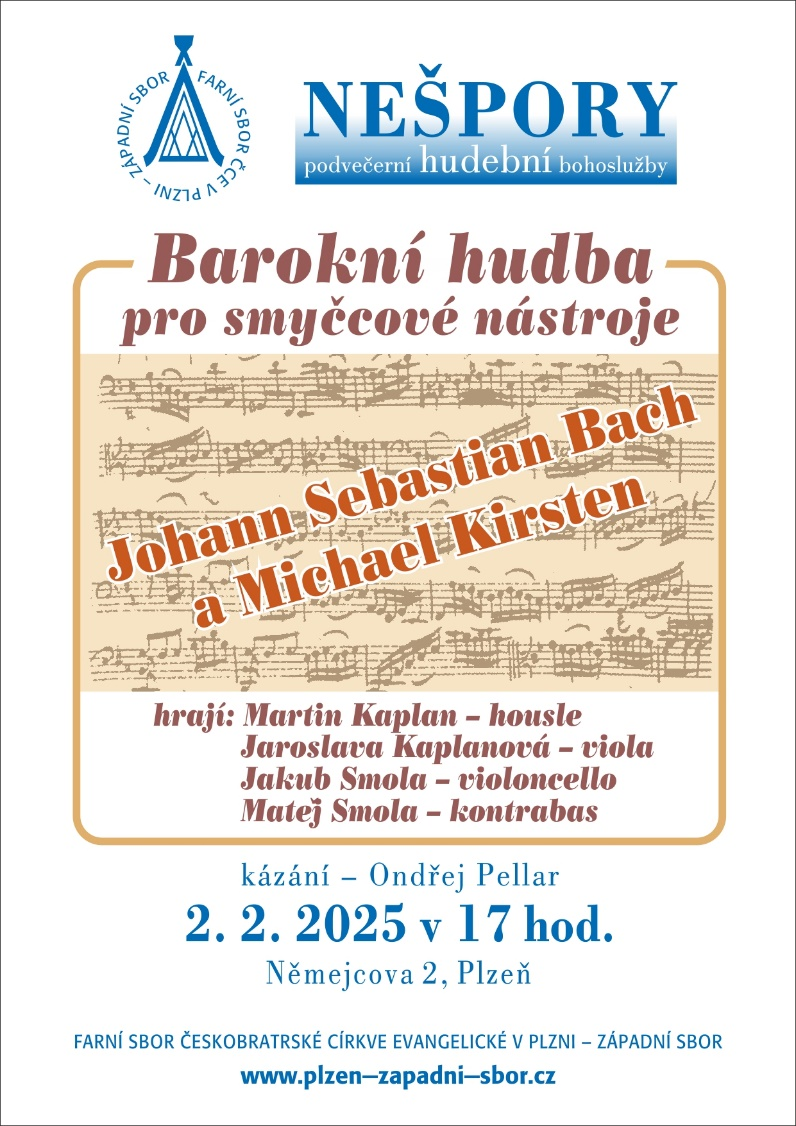 FARNÍ SBOR ČCE V PLZNI – ZÁPADNÍ SBOR
NEŠPORY
podvečerní hudební bohoslužby
Barokní hudba
pro smyčcové nástroje
Johann Sebastian Bach
a Michael Kirsten
hrají: Martin Kaplan – housle
Jaroslava Kaplanová – viola
Jakub Smola – violoncello
Matej Smola – kontrabas
kázání – Ondřej Pellar
2. 2. 2025 v 17 hod.
Němejcova 2, Plzeň
FARNÍ SBOR ČESKOBRATRSKÉ CÍRKVE EVANGELICKÉ V PLZNI – ZÁPADNÍ SBOR
www.plzen–zapadni–sbor.cz